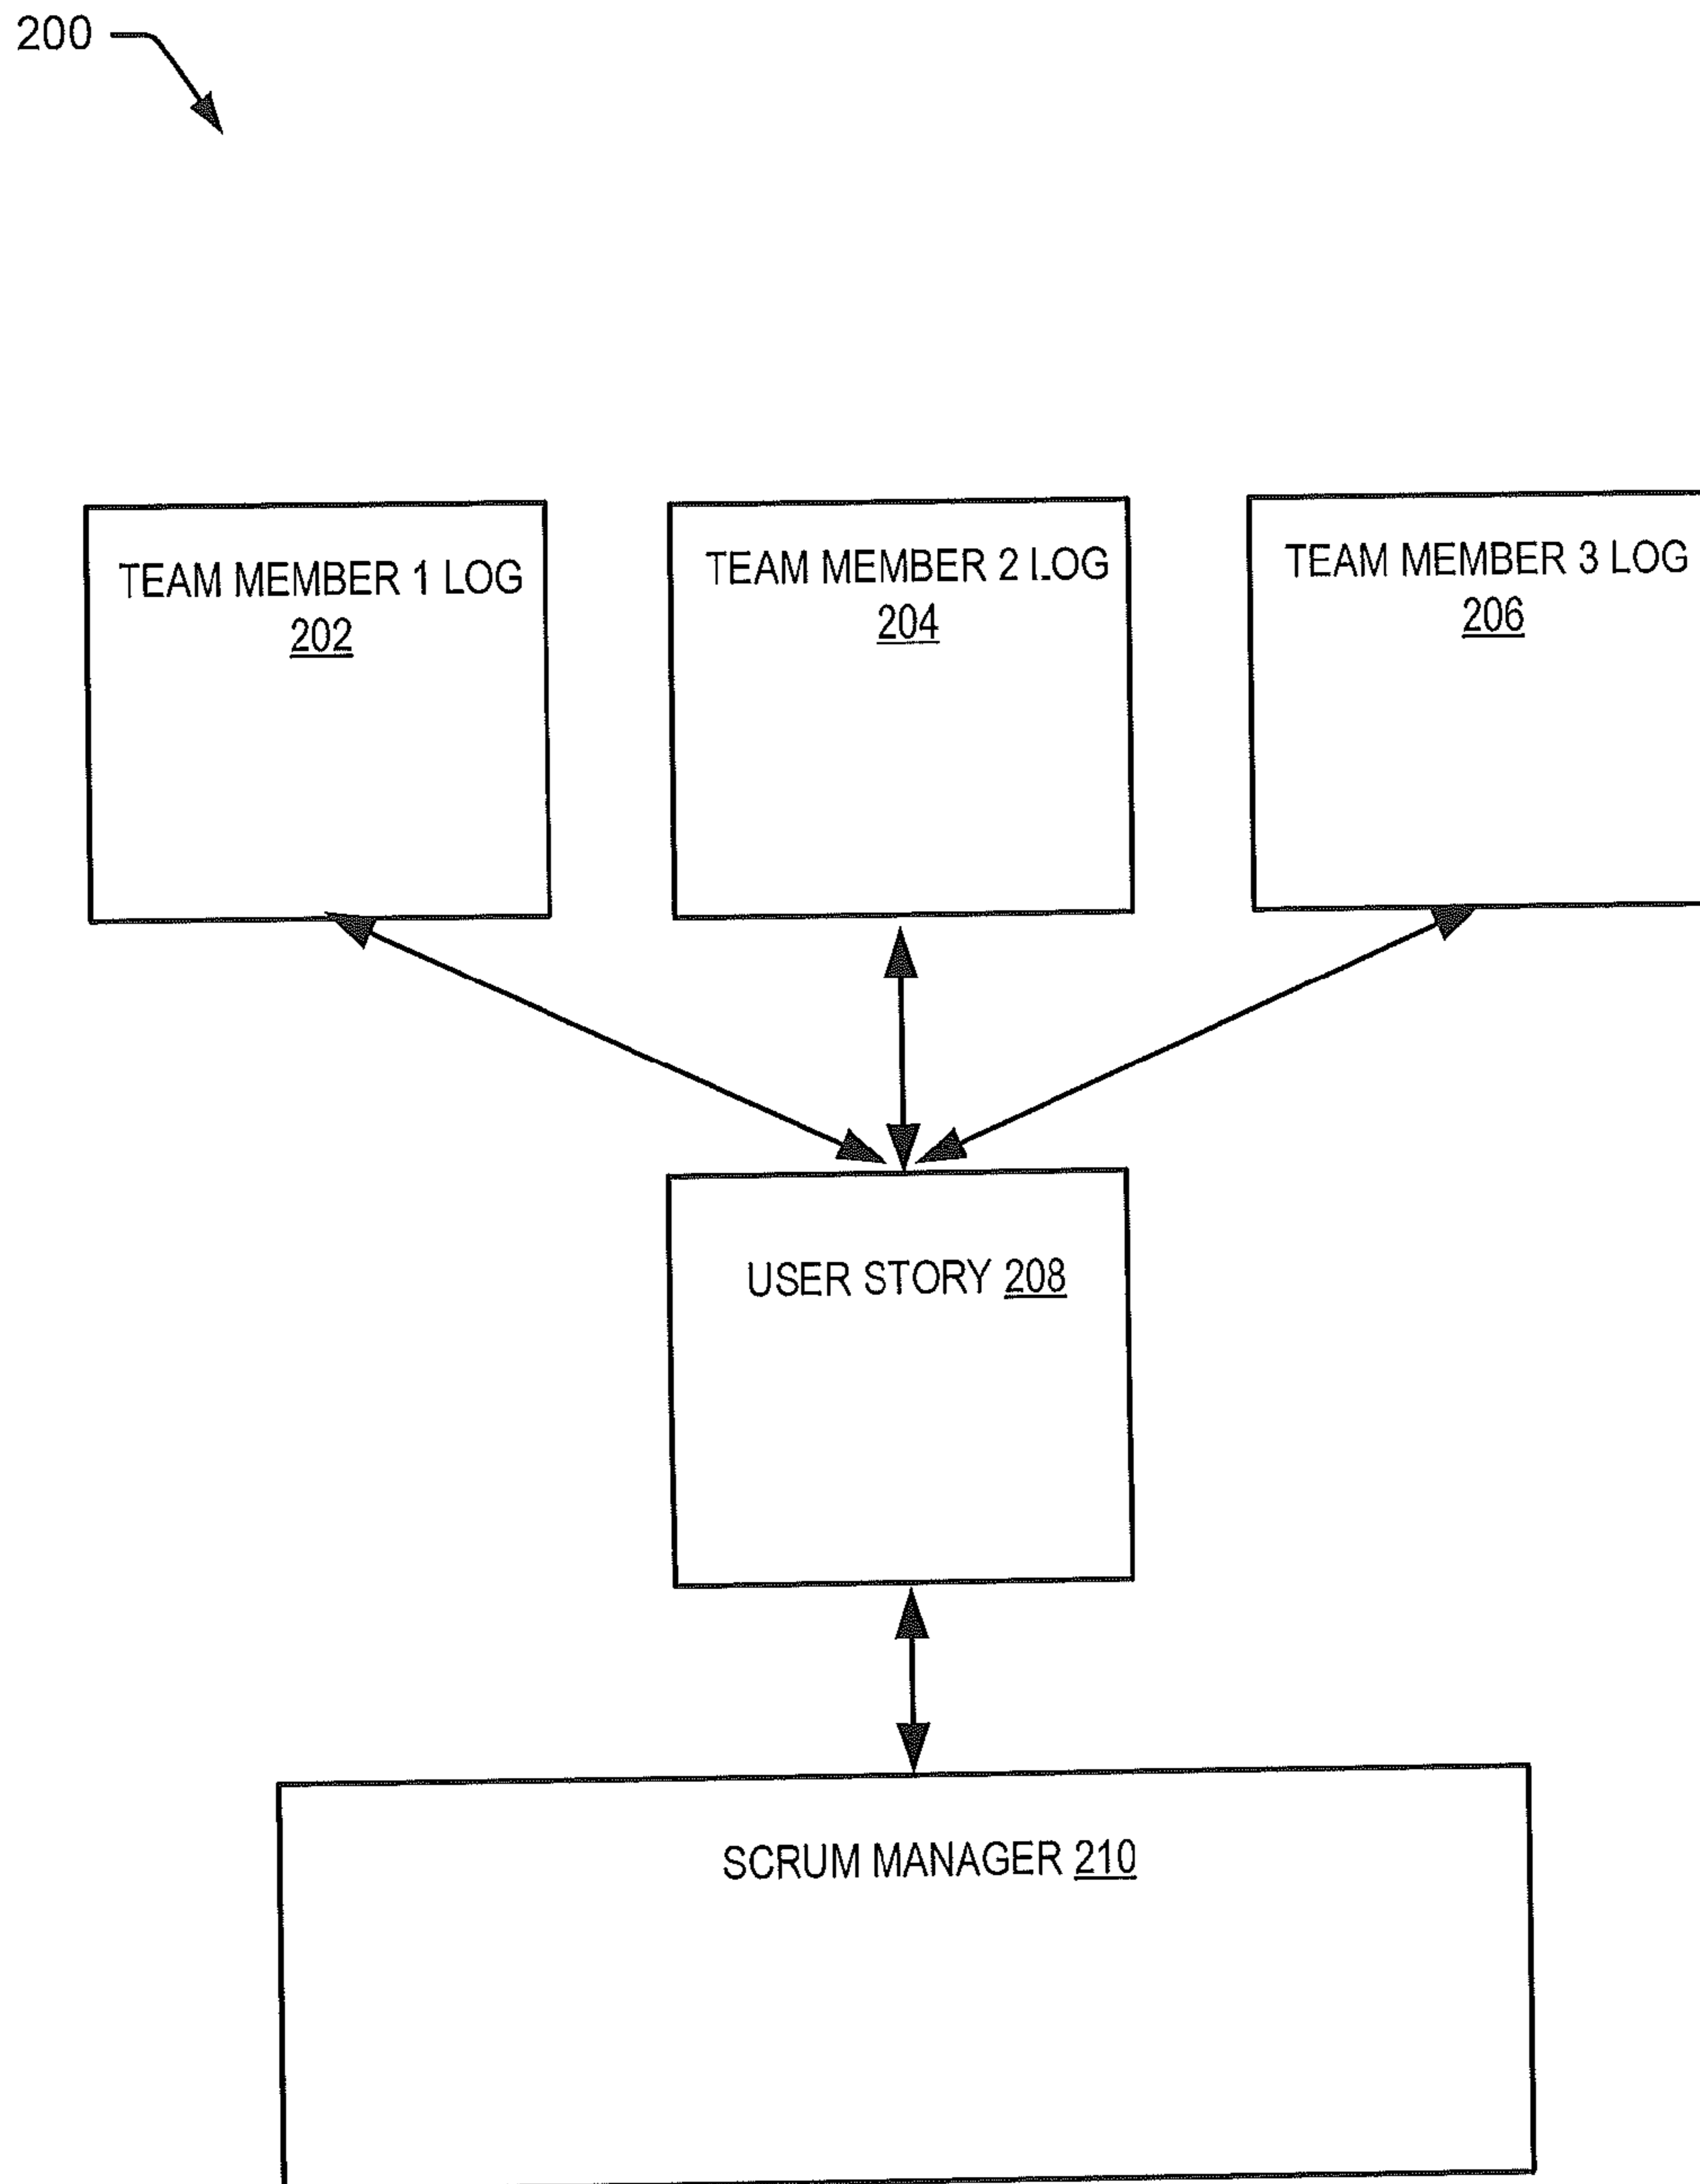 200
TEAM MEMBER 1 LOG
202
TEAM MEMBER 2 LOG
204
TEAM MEMBER 3 LOG
206
USER STORY 208
SCRUM MANAGER 210